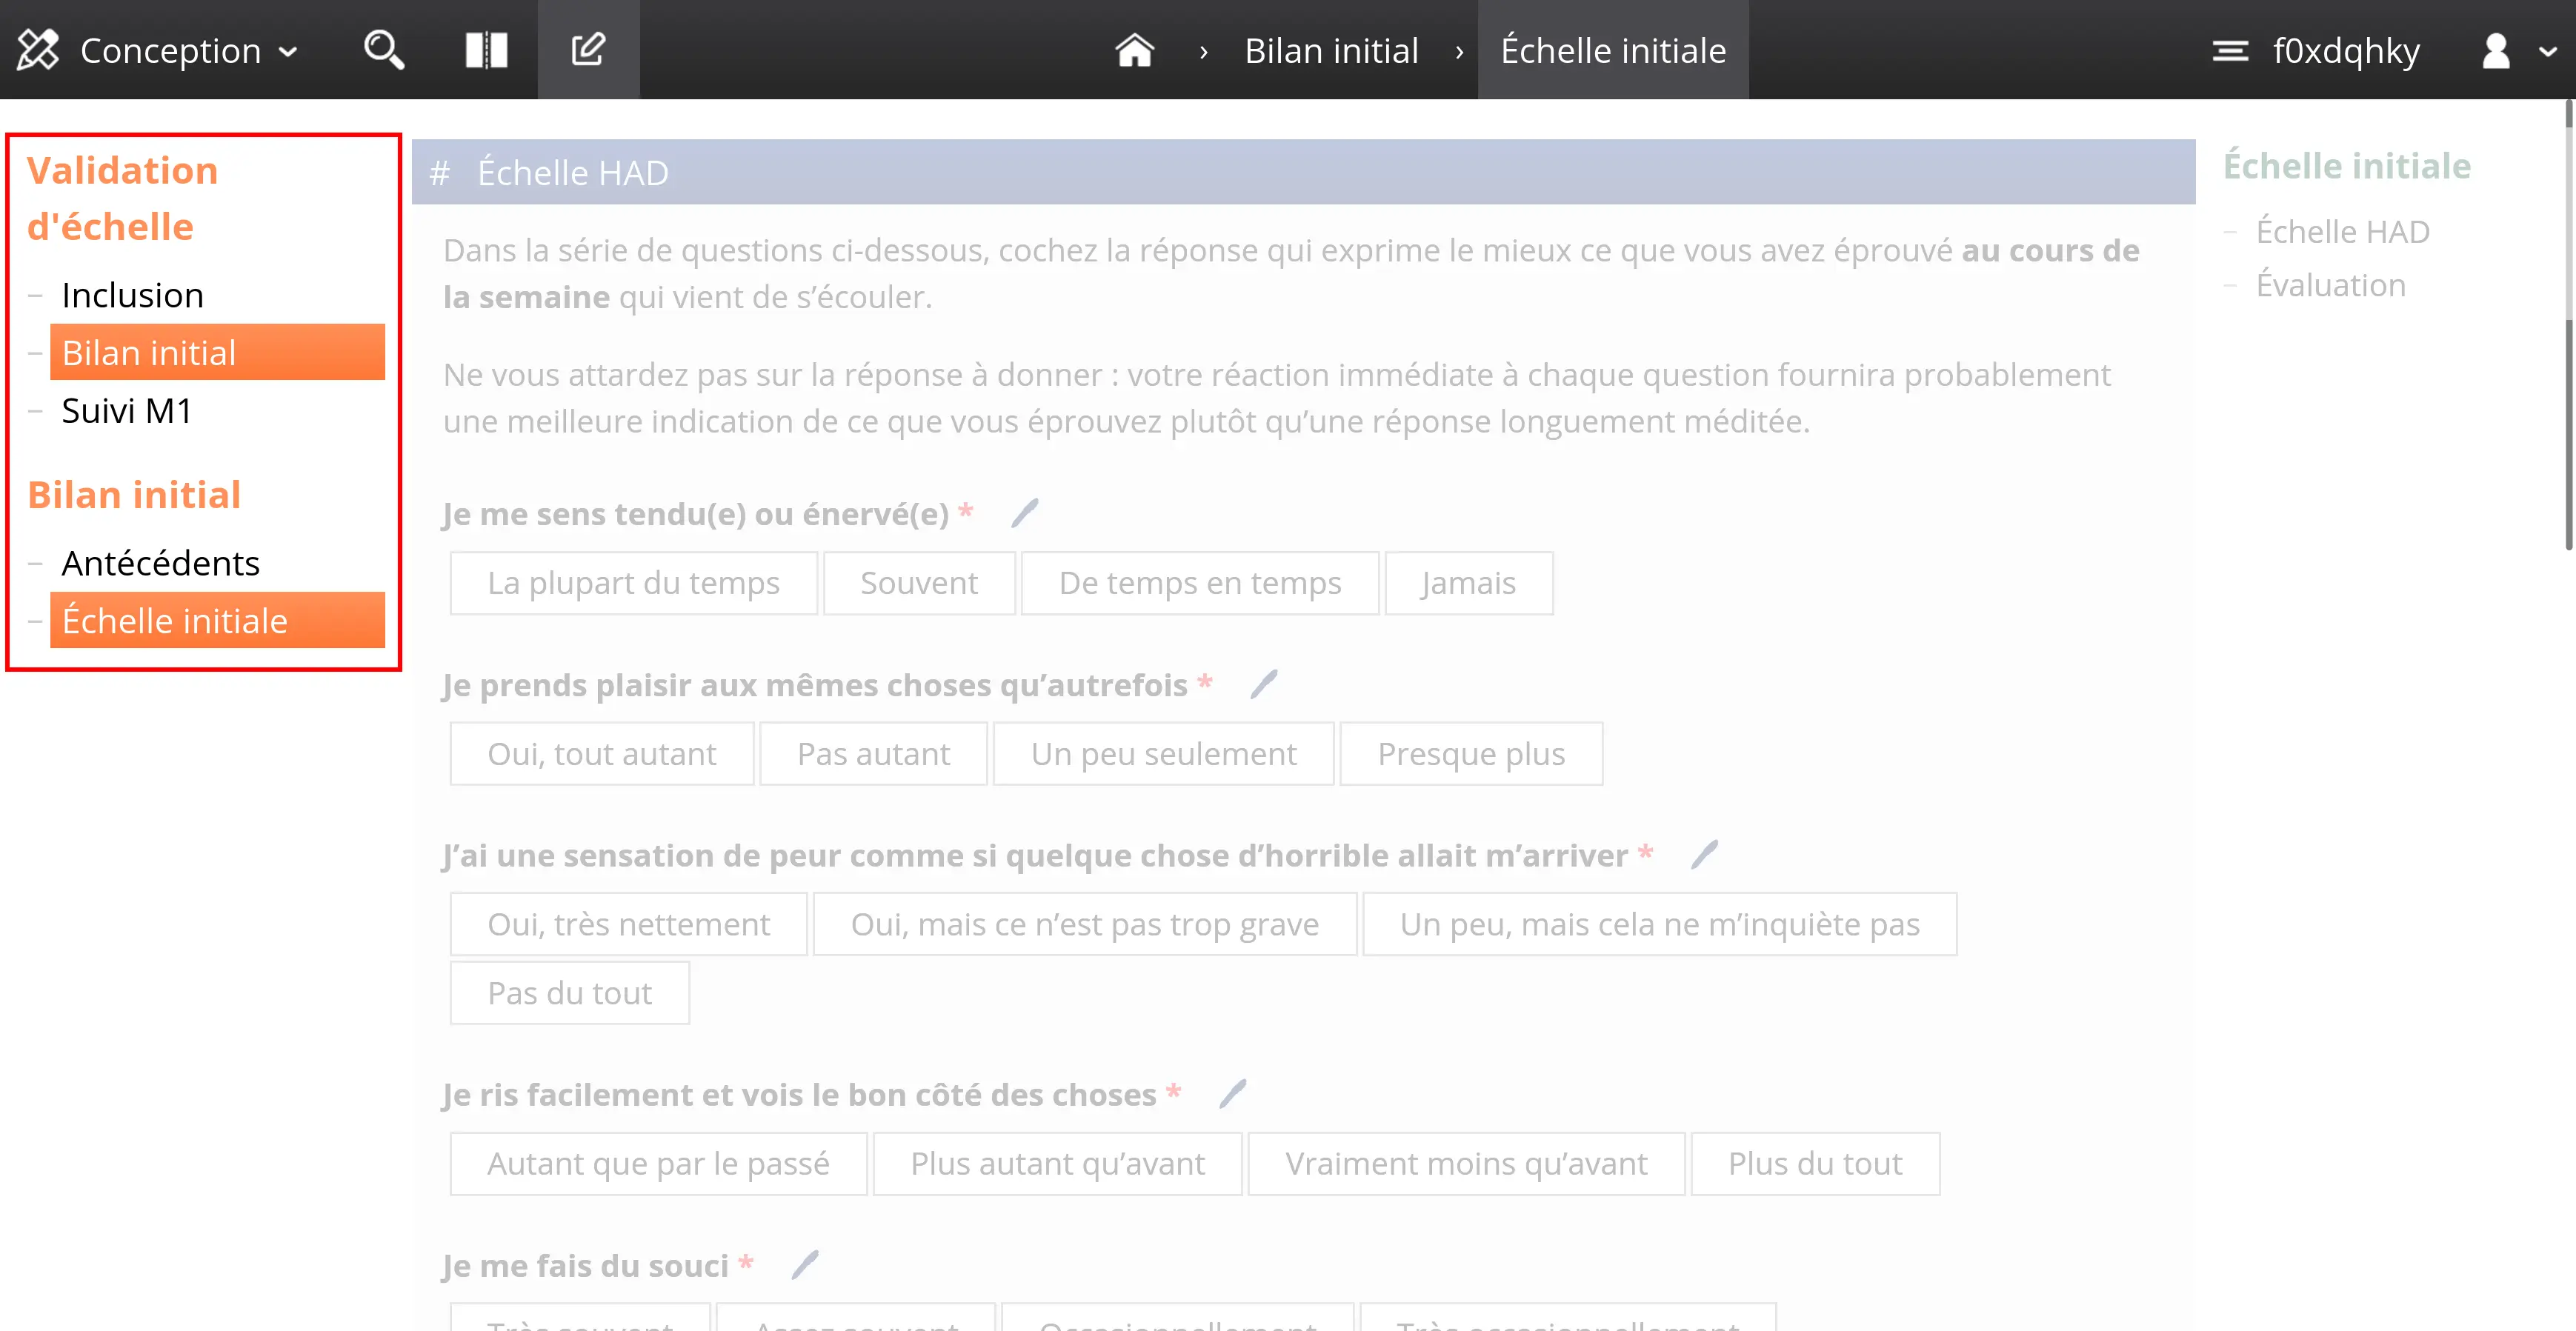 Conception
› Bilan initial › Échelle initiale
f0xdqhky
Validation
d'échelle
– Inclusion
– Bilan initial
– Suivi M1
Bilan initial
– Antécédents
– Échelle initiale
# Échelle HAD
Dans la série de questions ci-dessous, cochez la réponse qui exprime le mieux ce que vous avez éprouvé au cours de
la semaine qui vient de s’écouler.
Ne vous attardez pas sur la réponse à donner : votre réaction immédiate à chaque question fournira probablement
une meilleure indication de ce que vous éprouvez plutôt qu’une réponse longuement méditée.
Je me sens tendu(e) ou énervé(e) *
La plupart du temps Souvent De temps en temps Jamais
Je prends plaisir aux mêmes choses qu’autrefois *
Oui, tout autant Pas autant Un peu seulement Presque plus
J’ai une sensation de peur comme si quelque chose d’horrible allait m’arriver *
Oui, très nettement Oui, mais ce n’est pas trop grave Un peu, mais cela ne m’inquiète pas
Pas du tout
Je ris facilement et vois le bon côté des choses *
Autant que par le passé Plus autant qu’avant Vraiment moins qu’avant Plus du tout
Je me fais du souci *
Très souvent Assez souvent Occasionnellement Très occasionnellement
Échelle initiale
– Échelle HAD
– Évaluation